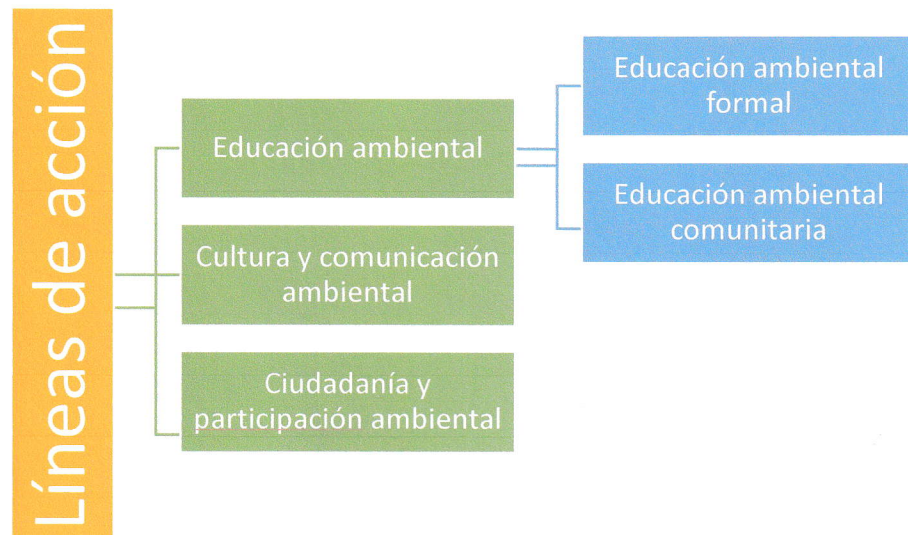 Líneas de acción
Educación ambiental
Cultura y comunicación
ambiental
Ciudadanía y
participación ambiental
Educación ambiental
formal
Educación ambiental
comunitaria